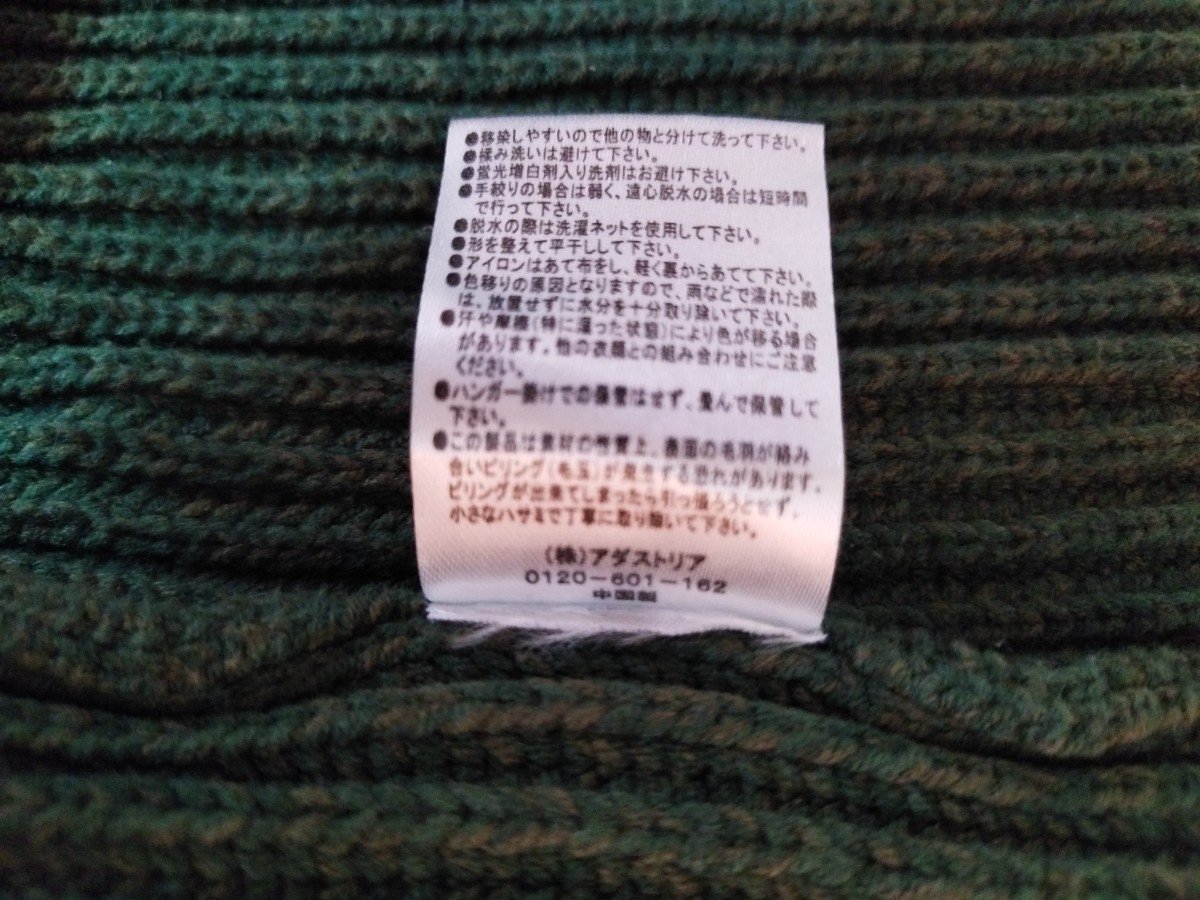 ●移染しやすいので他の物と分けて洗って下さい。
●揉み洗いは避けて下さい。
●蛍光増白剤入り洗剤はお避け下さい。
●手絞りの場合は弱く、遠心脱水の場合は短時間
で行って下さい。
●脱水の際は洗濯ネットを使用して下さい。
●形を整えて平干しして下さい。
●アイロンはあて布をし、軽く裏からあてて下さい。
●色移りの原因となりますので、雨などで濡れた際
は、放置せずに水分を十分取り除いて下さい。
●汗や摩擦(特に湿った状態)により色が移る場合
があります。他の衣類との組み合わせにご注意
ください。
●ハンガー掛けでの保管はせず、畳んで保管して
下さい。
●この製品は素材の性質上、表面の毛羽が絡み
合いピリング(毛玉)が発生する恐れがあります。
ピリングが出来てしまったら引っ張ろうとせず、
小さなハサミで丁寧に取り除いて下さい。
(株)アダストリア
0120-601-162
中国製